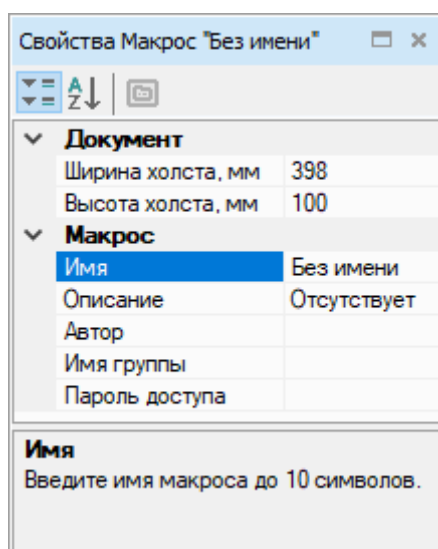 Свойства Макрос "Без имени"
Документ
Ширина холста, мм 398
Высота холста, мм 100
Макрос
Имя Без имени
Описание Отсутствует
Автор
Имя группы
Пароль доступа
Имя
Введите имя макроса до 10 символов.